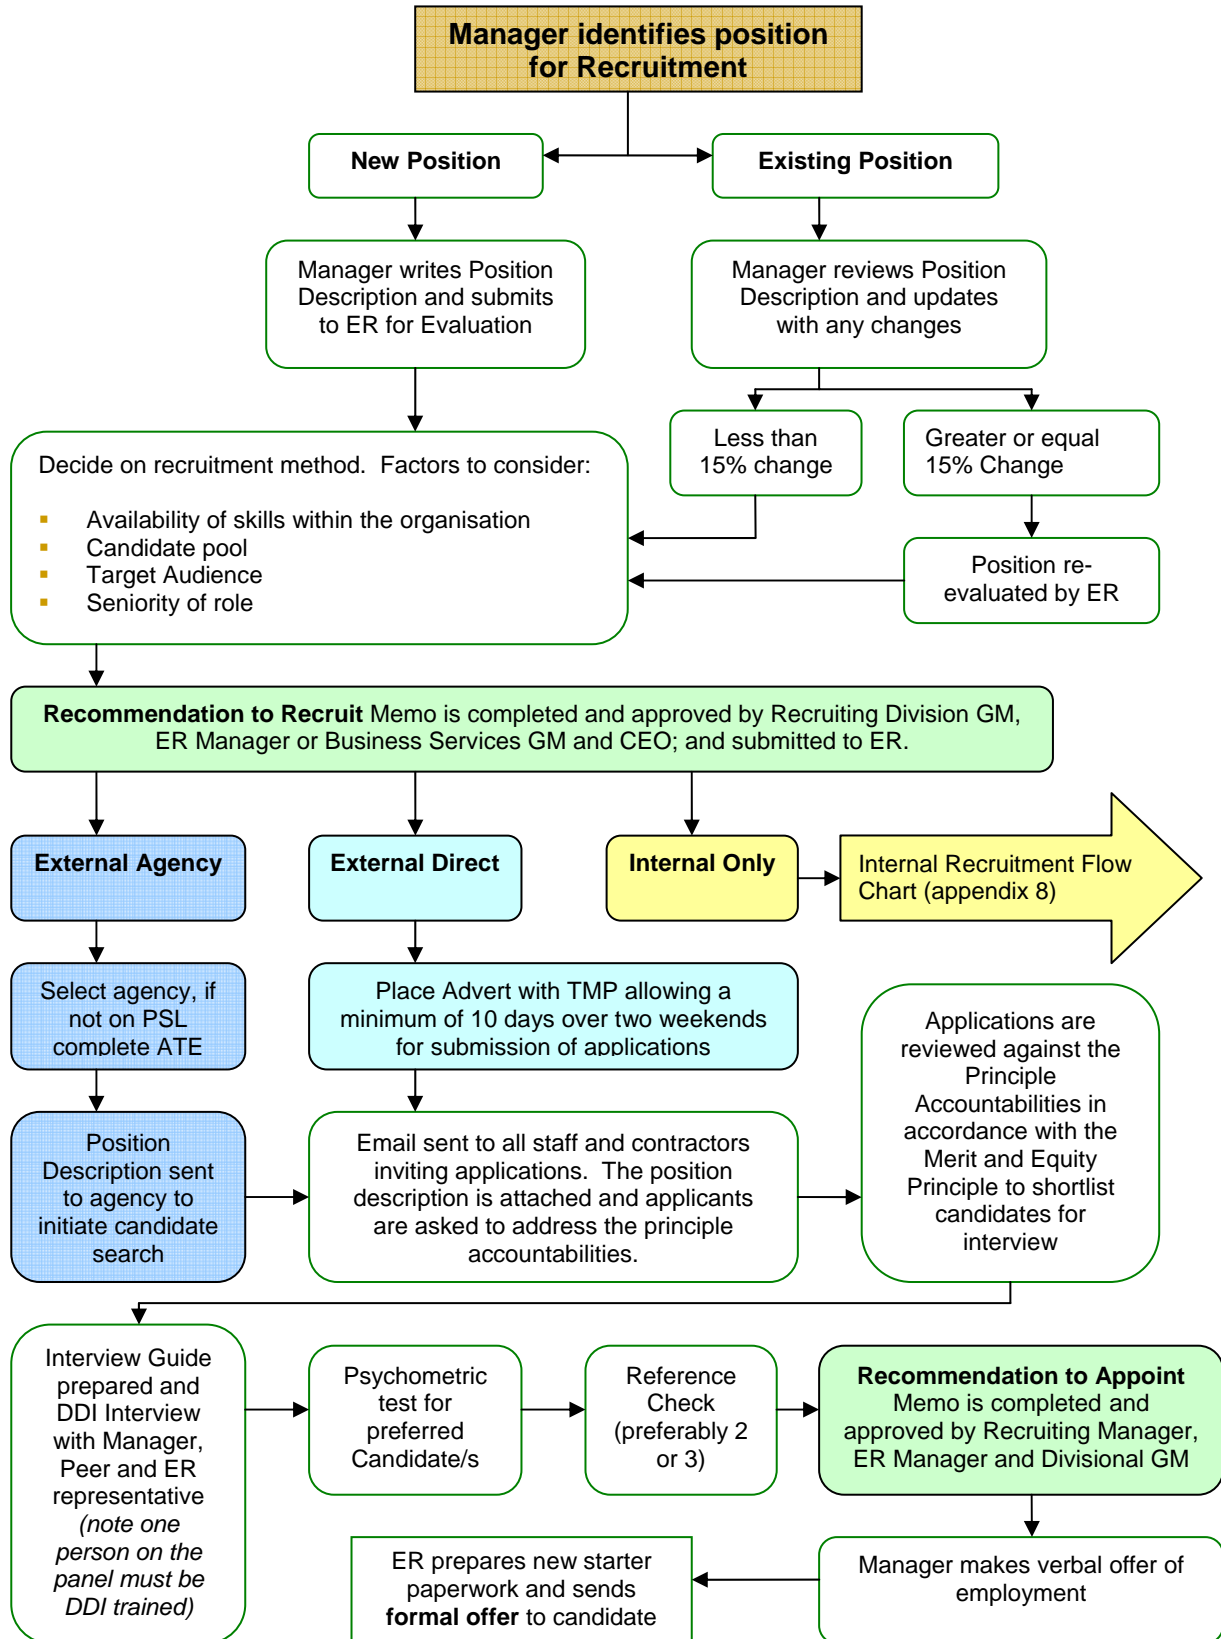 Manager identifies position
for Recruitment
New Position
Existing Position
Manager writes Position
Description and submits
to ER for Evaluation
Manager reviews Position
Description and updates
with any changes
Less than
15% change
Greater or equal
15% Change
Decide on recruitment method.  Factors to consider:
▪ Availability of skills within the organisation
▪ Candidate pool
▪ Target Audience
▪ Seniority of role
Position re-
evaluated by ER
Recommendation to Recruit Memo is completed and approved by Recruiting Division GM,
ER Manager or Business Services GM and CEO; and submitted to ER.
External Agency
External Direct
Internal Only
Internal Recruitment Flow
Chart (appendix 8)
Select agency, if
not on PSL
complete ATE
Place Advert with TMP allowing a
minimum of 10 days over two weekends
for submission of applications
Applications are
reviewed against the
Principle
Accountabilities in
accordance with the
Merit and Equity
Principle to shortlist
candidates for
interview
Position
Description sent
to agency to
initiate candidate
search
Email sent to all staff and contractors
inviting applications.  The position
description is attached and applicants
are asked to address the principle
accountabilities.
Interview Guide
prepared and
DDI Interview
with Manager,
Peer and ER
representative
(note one
person on the
panel must be
DDI trained)
Psychometric
test for
preferred
Candidate/s
Reference
Check
(preferably 2
or 3)
Recommendation to Appoint
Memo is completed and
approved by Recruiting Manager,
ER Manager and Divisional GM
Manager makes verbal offer of
employment
ER prepares new starter
paperwork and sends
formal offer to candidate